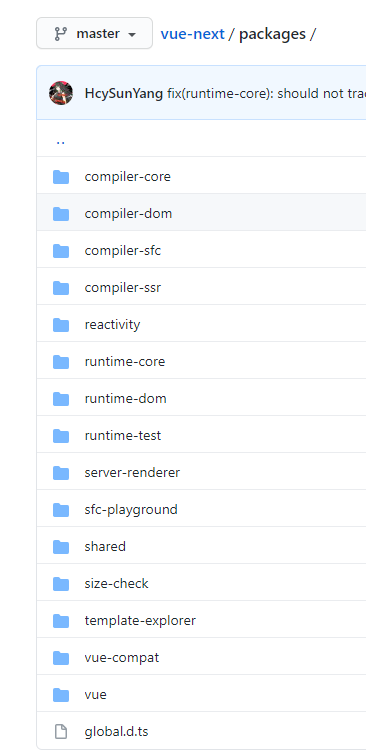 master vue-next / packages /
HcySunYang fix(runtime-core): should not trac
..
compiler-core
compiler-dom
compiler-sfc
compiler-ssr
reactivity
runtime-core
runtime-dom
runtime-test
server-renderer
sfc-playground
shared
size-check
template-explorer
vue-compat
vue
global.d.ts